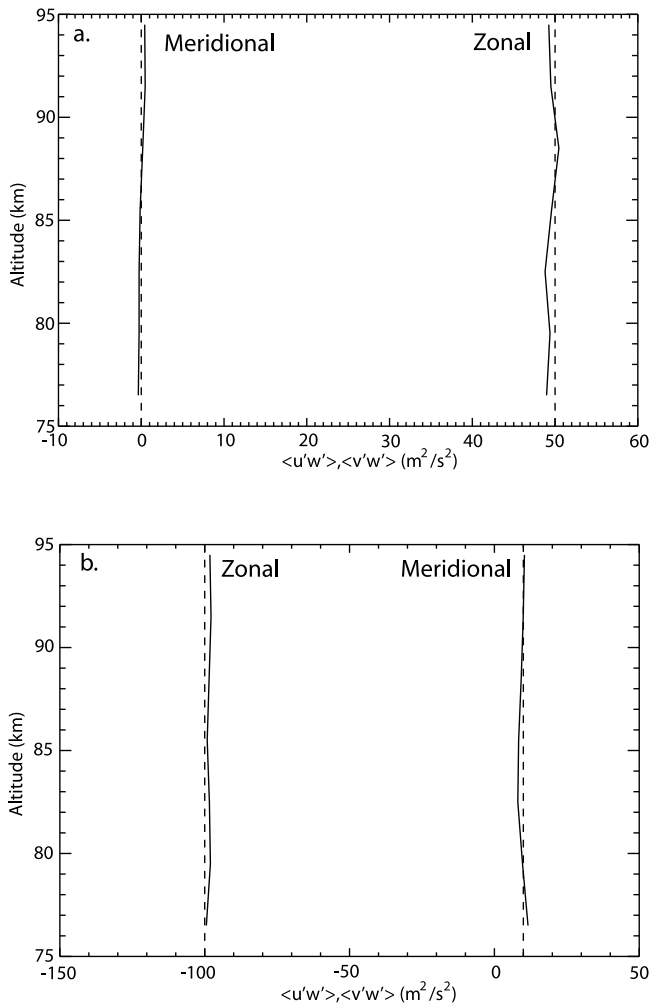 95
a.
Meridional
Zonal
90
85
80
75
Altitude (km)
-10
0
10
20
30
40
50
60
<u'w'>,<v'w'> (m²/s²)
95
b.
Zonal
Meridional
90
85
80
75
Altitude (km)
-150
-100
-50
0
50
<u'w'>,<v'w'> (m²/s²)